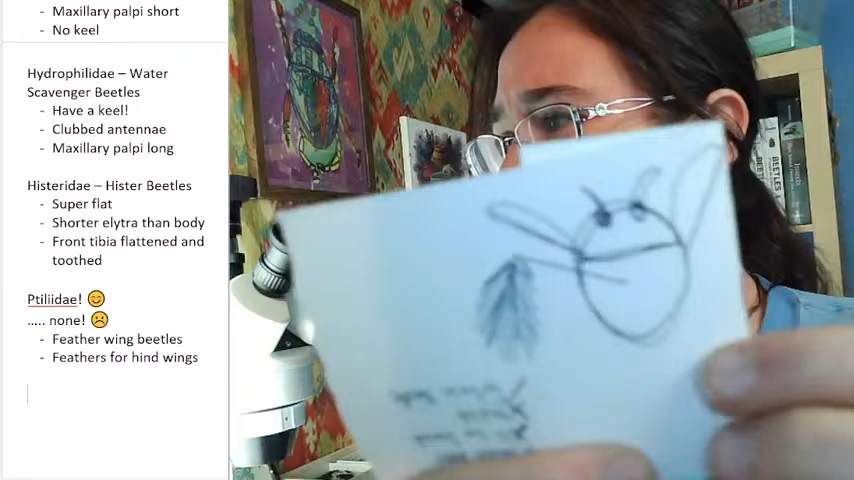 - Maxillary palpi short
- No keel
Hydrophilidae – Water
Scavenger Beetles
- Have a keel!
- Clubbed antennae
- Maxillary palpi long
Histeridae – Hister Beetles
- Super flat
- Shorter elytra than body
- Front tibia flattened and
toothed
Ptiliidae! 😊
..... none! ☹
- Feather wing beetles
- Feathers for hind wings